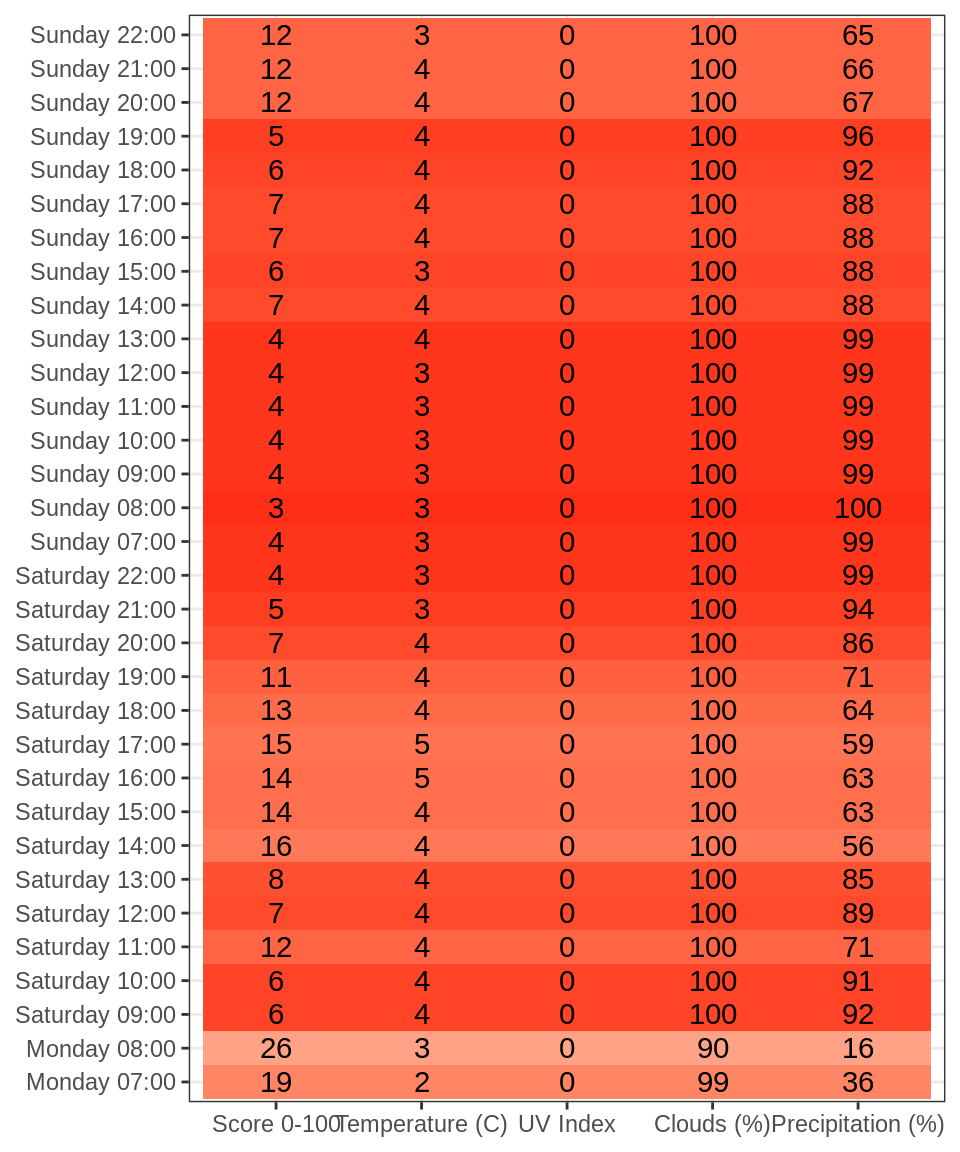 Sunday 22:00 12 3 0 100 65
Sunday 21:00 12 4 0 100 66
Sunday 20:00 12 4 0 100 67
Sunday 19:00 5 4 0 100 96
Sunday 18:00 6 4 0 100 92
Sunday 17:00 7 4 0 100 88
Sunday 16:00 7 4 0 100 88
Sunday 15:00 6 3 0 100 88
Sunday 14:00 7 4 0 100 88
Sunday 13:00 4 4 0 100 99
Sunday 12:00 4 3 0 100 99
Sunday 11:00 4 3 0 100 99
Sunday 10:00 4 3 0 100 99
Sunday 09:00 4 3 0 100 99
Sunday 08:00 3 3 0 100 100
Sunday 07:00 4 3 0 100 99
Saturday 22:00 4 3 0 100 99
Saturday 21:00 5 3 0 100 94
Saturday 20:00 7 4 0 100 86
Saturday 19:00 11 4 0 100 71
Saturday 18:00 13 4 0 100 64
Saturday 17:00 15 5 0 100 59
Saturday 16:00 14 5 0 100 63
Saturday 15:00 14 4 0 100 63
Saturday 14:00 16 4 0 100 56
Saturday 13:00 8 4 0 100 85
Saturday 12:00 7 4 0 100 89
Saturday 11:00 12 4 0 100 71
Saturday 10:00 6 4 0 100 91
Saturday 09:00 6 4 0 100 92
Monday 08:00 26 3 0 90 16
Monday 07:00 19 2 0 99 36
Score 0-100 Temperature (C) UV Index Clouds (%) Precipitation (%)